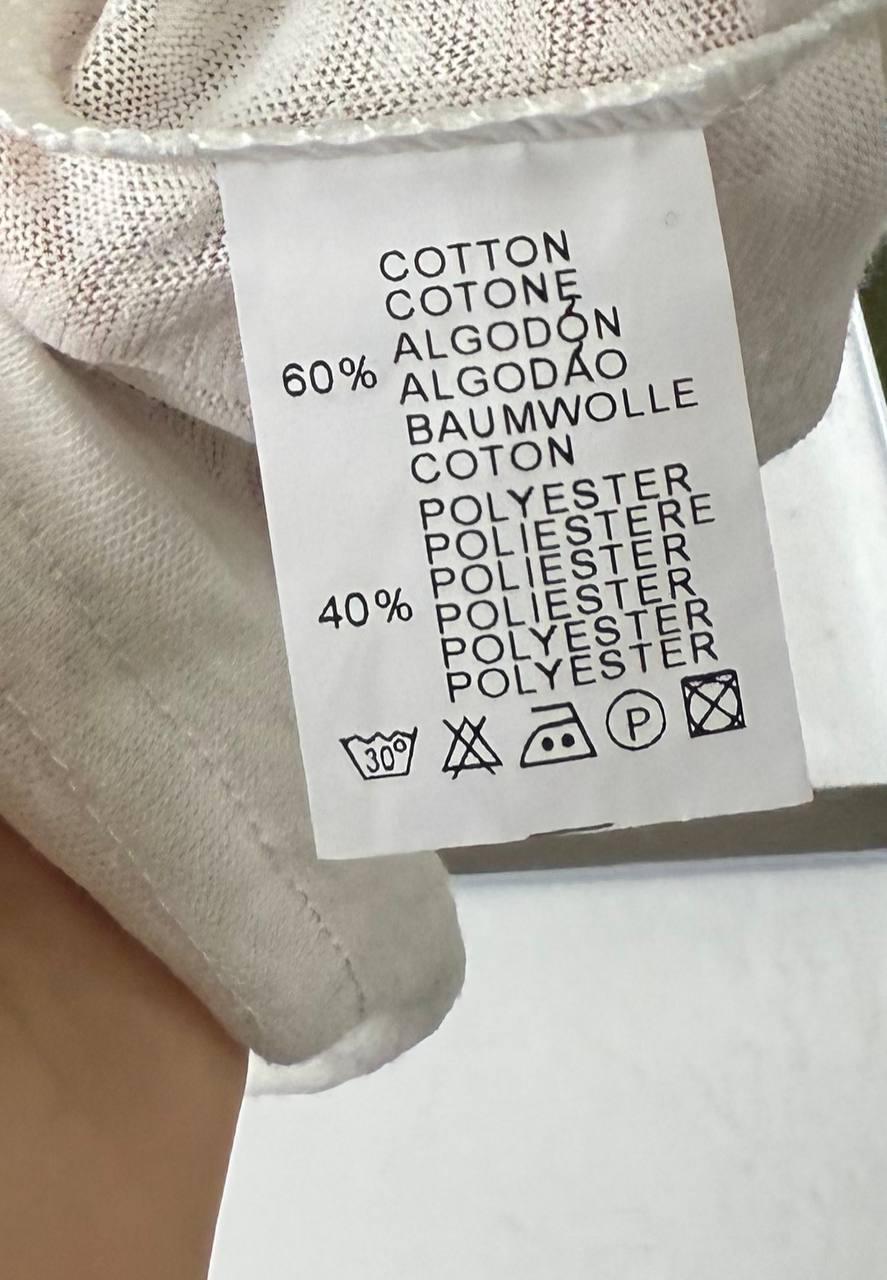 COTTON
COTONE
ALGODÓN
60% ALGODÃO
BAUMWOLLE
COTON
POLYESTER
POLIESTERE
POLIESTER
40% POLIESTER
POLYESTER
POLYESTER
30° P